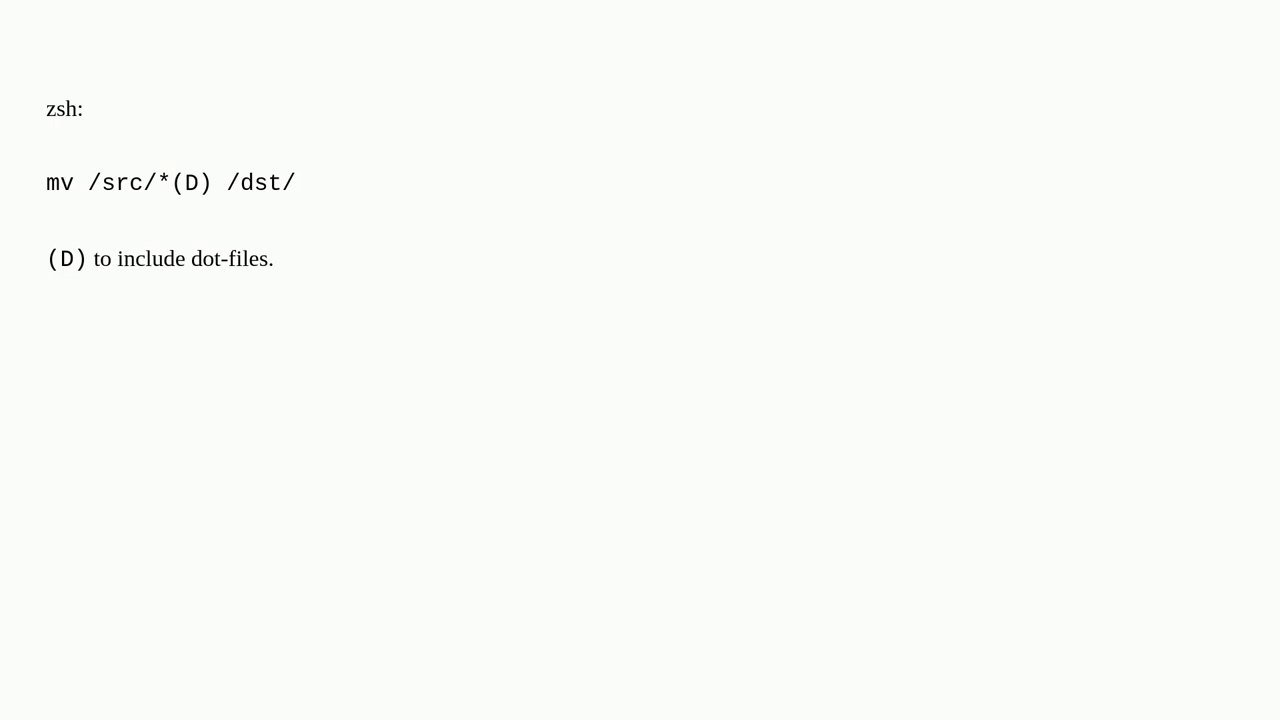 zsh:
mv /src/*(D) /dst/
(D) to include dot-files.